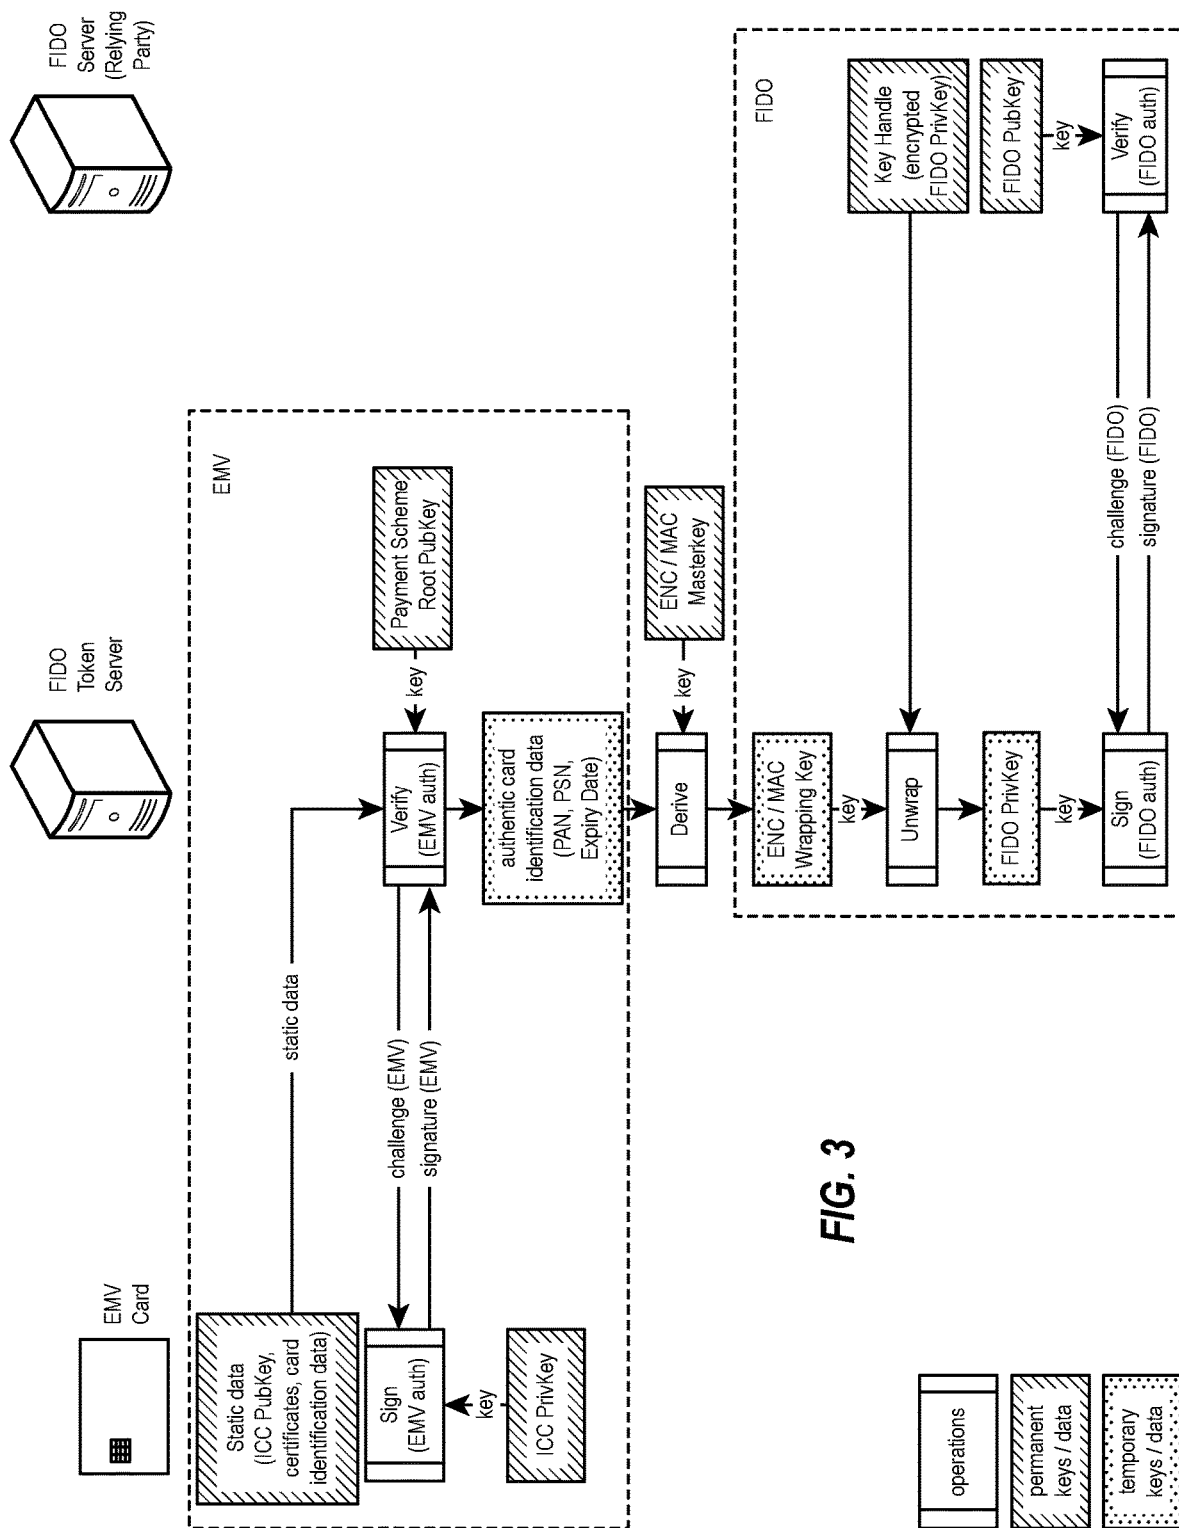 EMV
Card
FIDO
Token
Server
FIDO
Server
(Relying
Party)
EMV
Static data
(ICC PubKey,
certificates, card
identification data)
static data
Sign
(EMV auth)
challenge (EMV)
signature (EMV)
Verify
(EMV auth)
key
Payment Scheme
Root PubKey
key
ICC PrivKey
authentic card
identification data
(PAN, PSN,
Expiry Date)
Derive
key
ENC / MAC
Masterkey
FIDO
ENC / MAC
Wrapping Key
key
Unwrap
Key Handle
(encrypted
FIDO PrivKey)
FIDO PrivKey
FIDO PubKey
key
key
Sign
(FIDO auth)
challenge (FIDO)
signature (FIDO)
Verify
(FIDO auth)
FIG. 3
operations
permanent
keys / data
temporary
keys / data